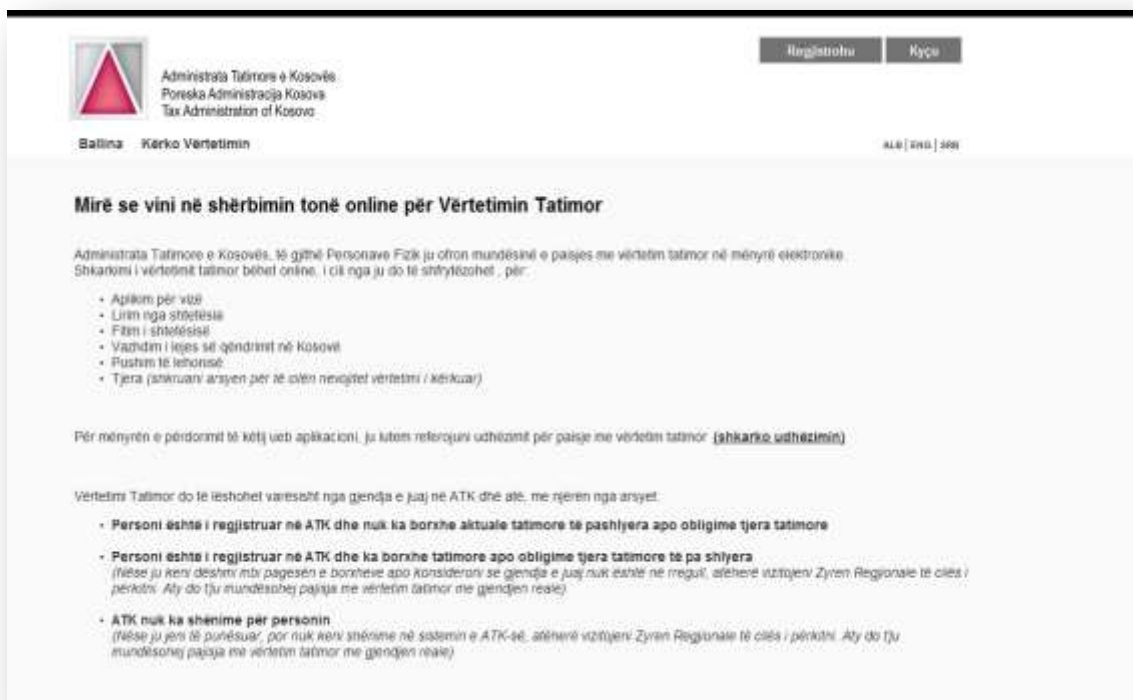 Regjistrohu Kyçu
Administrata Tatimore e Kosovës
Poreska Administracija Kosova
Tax Administration of Kosovo
Ballina Kërko Vërtetimin
ALB | ENG | SRB
Mirë se vini në shërbimin tonë online për Vërtetimin Tatimor
Administrata Tatimore e Kosovës, të gjithë Personave Fizik ju ofron mundësinë e paisjes me vërtetim tatimor në mënyrë elektronike.
Shkarkimi i vërtetimit tatimor bëhet online, i cili nga ju do të shfrytëzohet , për:
• Aplikim për vizë
• Lirim nga shtetësia
• Fitim i shtetësisë
• Vazhdim i lejes së qëndrimit në Kosovë
• Pushim të lehonisë
• Tjera (shkruani arsyen për të cilën nevojitet vërtetimi i kërkuar)
Për mënyrën e përdorimit të këtij ueb aplikacioni, ju lutem referojuni udhëzimit për paisje me vërtetim tatimor (shkarko udhëzimin)
Vërtetimi Tatimor do të lëshohet varësisht nga gjendja e juaj në ATK dhe atë, me njëren nga arsyet:
• Personi është i regjistruar në ATK dhe nuk ka borxhe aktuale tatimore të pashlyera apo obligime tjera tatimore
• Personi është i regjistruar në ATK dhe ka borxhe tatimore apo obligime tjera tatimore të pa shlyera
(Nëse ju keni dëshmi mbi pagesën e borxheve apo konsideroni se gjendja e juaj nuk është në rregull, atëherë vizitojeni Zyren Regjionale të cilës i
përkitni. Aty do t'ju mundësohej pajisja me vërtetim tatimor me gjendjen reale)
• ATK nuk ka shënime për personin
(Nëse ju jeni të punësuar, por nuk keni shënime në sistemin e ATK-së, atëherë vizitojeni Zyren Regjionale të cilës i përkitni. Aty do t'ju
mundësohej pajisja me vërtetim tatimor me gjendjen reale)